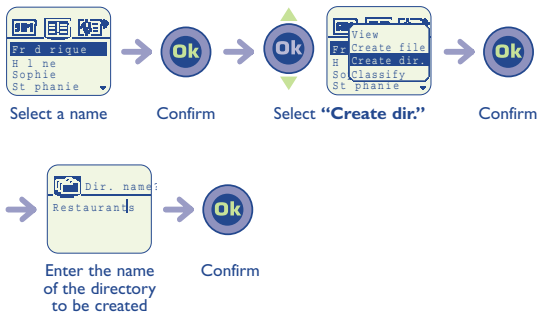 SIM
Fr d rique
H l ne
Sophie
St phanie
Ok
Ok
View
Create file
Create dir.
Classify
Fr
H
So
St phanie
Ok
Select a name
Confirm
Select “Create dir.”
Confirm
Dir. name?
Restaurants
Ok
Enter the name
of the directory
to be created
Confirm